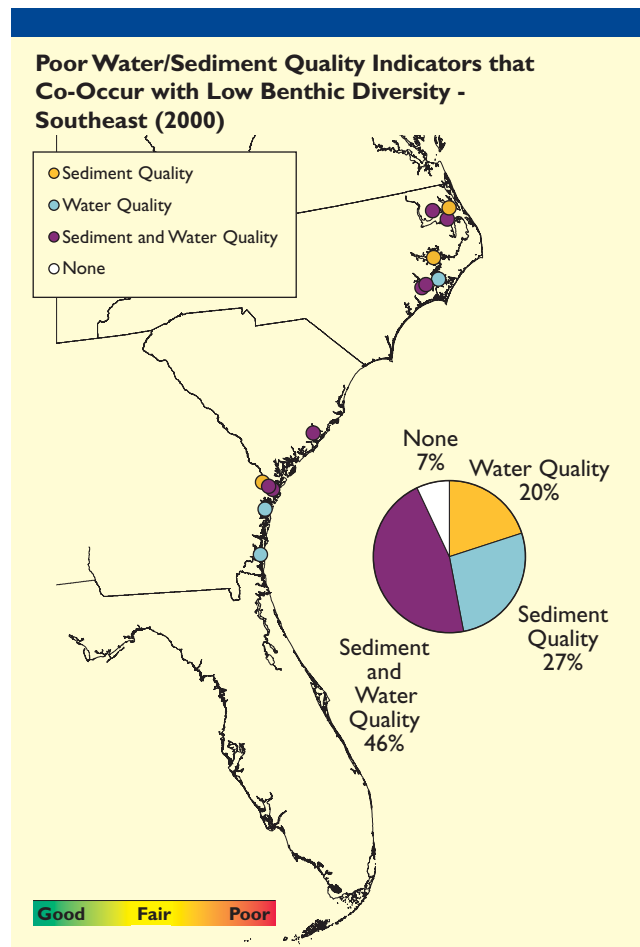 Poor Water/Sediment Quality Indicators that
Co-Occur with Low Benthic Diversity -
Southeast (2000)
Sediment Quality
Water Quality
Sediment and Water Quality
None
None
7%
Water Quality
20%
Sediment
Quality
27%
Sediment
and
Water
Quality
46%
Good Fair Poor